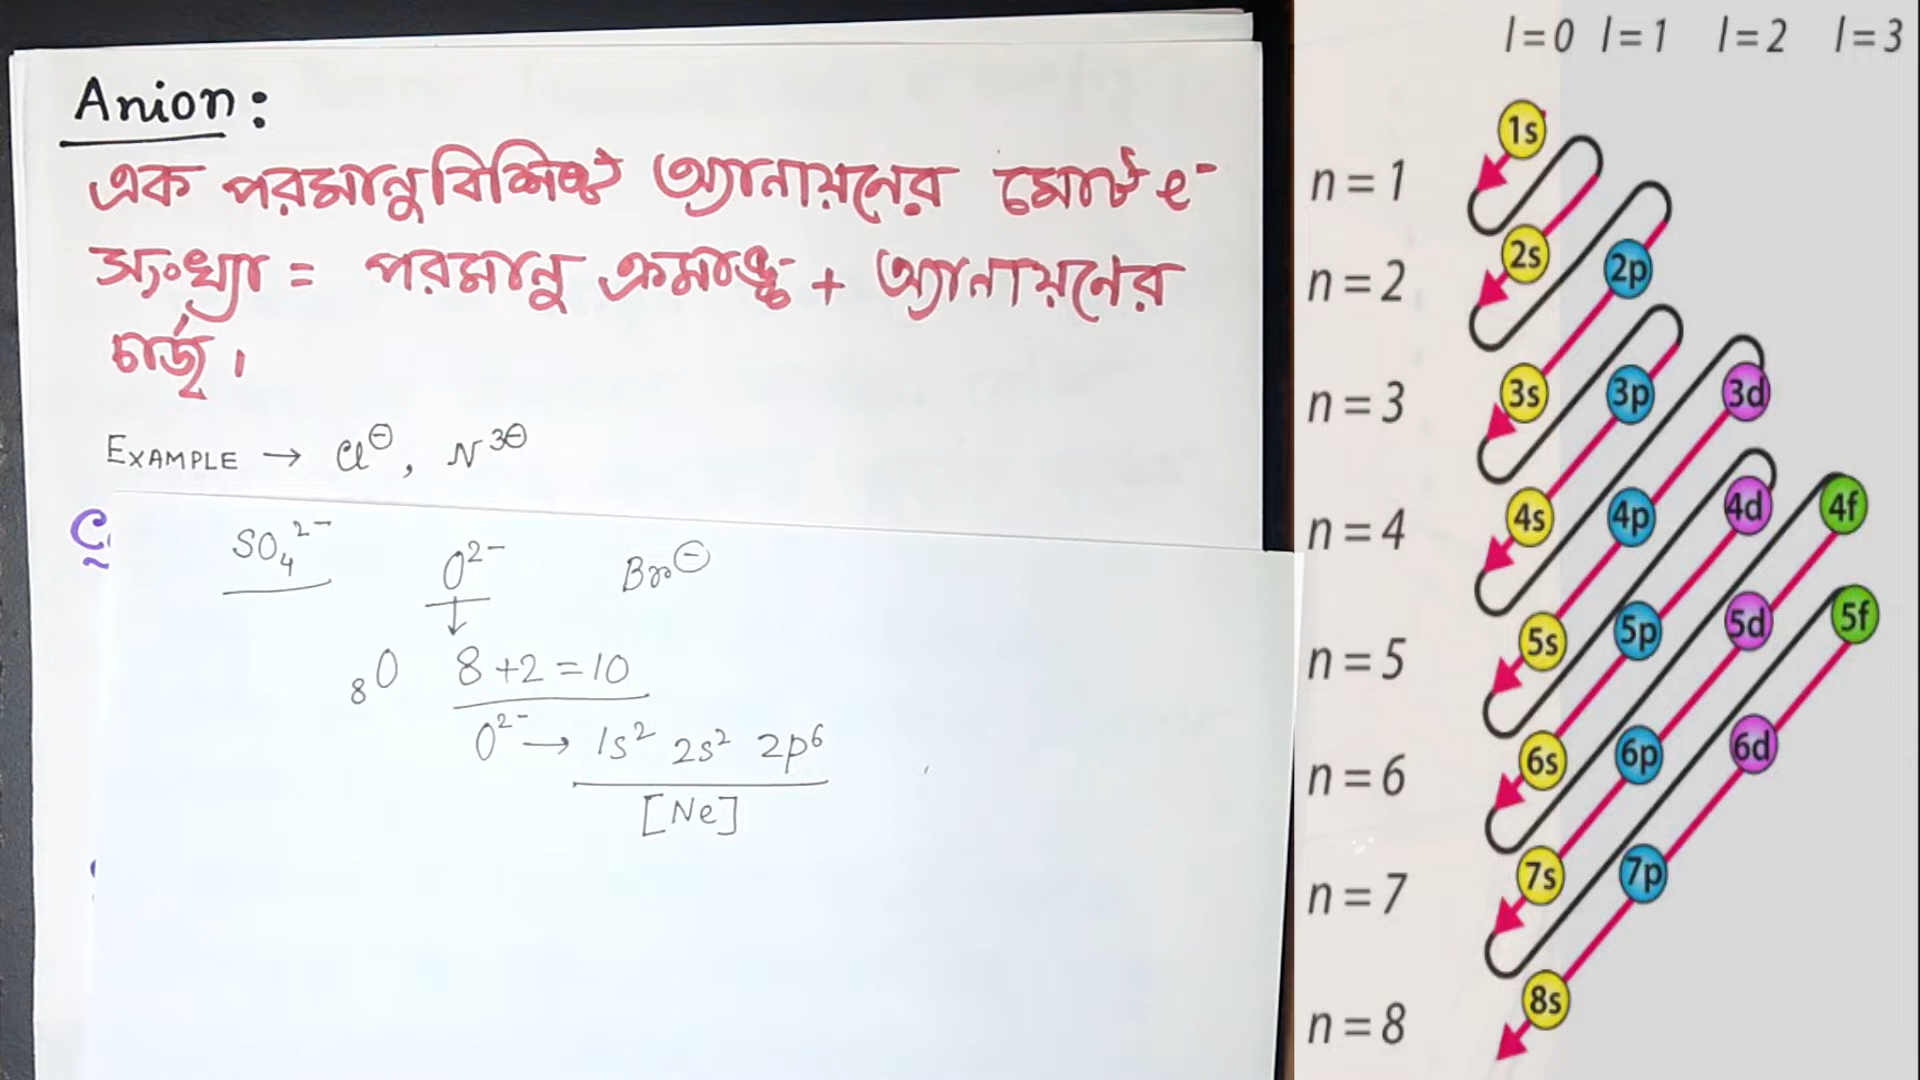 Anion:
এক পরমানুবিশিষ্ট অ্যানায়নের মোট e⁻
সংখ্যা = পরমানু ক্রমাঙ্ক + অ্যানায়নের
চার্জ।
EXAMPLE → Cl⊖, N³⊖
SO₄²⁻ O²⁻ Br⊖
↓
₈O 8+2=10
O²⁻ → 1s² 2s² 2p⁶
[Ne]
l=0 l=1 l=2 l=3
1s
n=1
2s 2p
n=2
3s 3p 3d
n=3
4s 4p 4d 4f
n=4
5s 5p 5d 5f
n=5
6s 6p 6d
n=6
7s 7p
n=7
8s
n=8